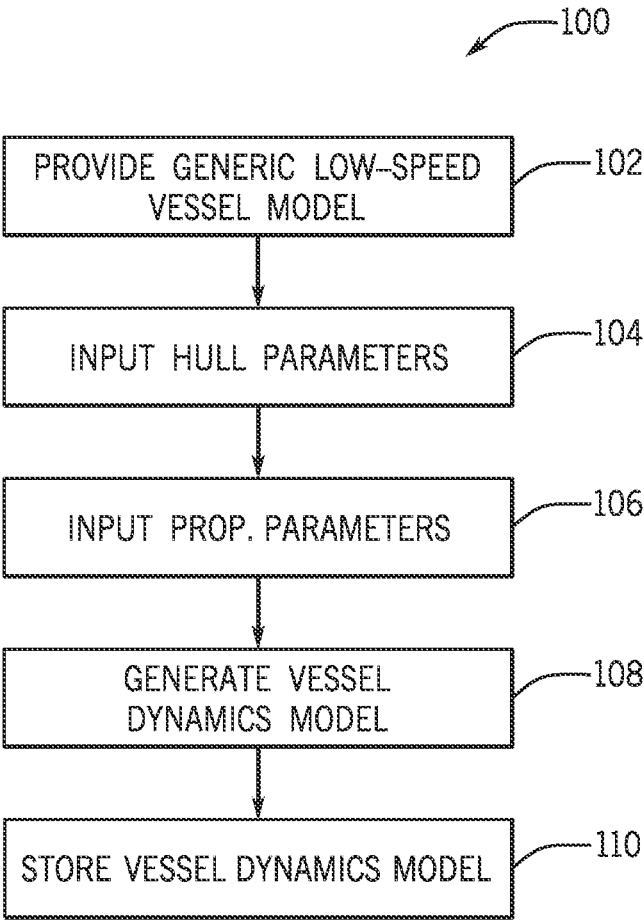 100
PROVIDE GENERIC LOW-SPEED
VESSEL MODEL
102
INPUT HULL PARAMETERS
104
INPUT PROP. PARAMETERS
106
GENERATE VESSEL
DYNAMICS MODEL
108
STORE VESSEL DYNAMICS MODEL
110